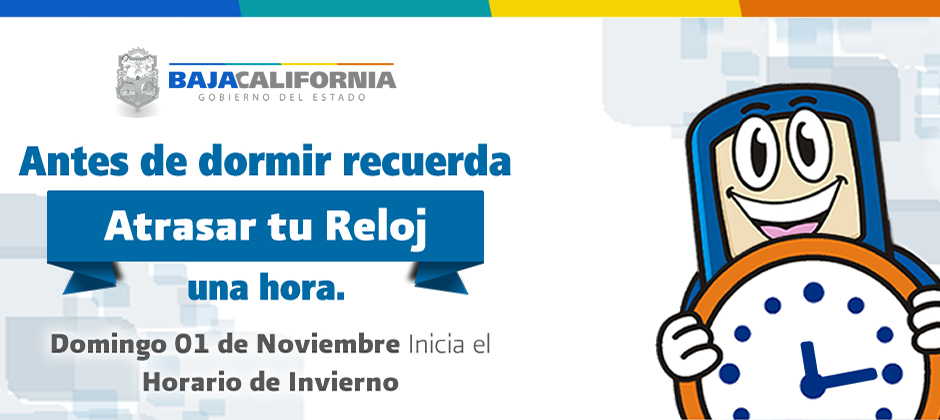 BAJACALIFORNIA
GOBIERNO DEL ESTADO
Antes de dormir recuerda
Atrasar tu Reloj
una hora.
Domingo 01 de Noviembre Inicia el
Horario de Invierno